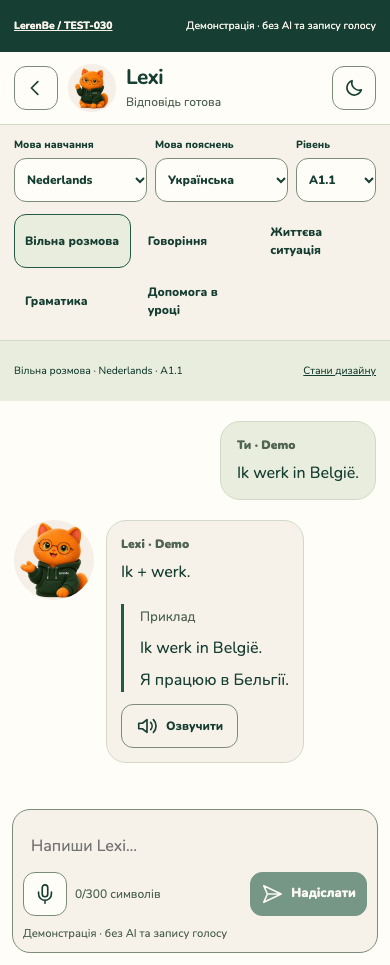 LerenBe / TEST-030
Демонстрація · без AI та запису голосу
Lexi
Відповідь готова
Мова навчання
Мова пояснень
Рівень
Nederlands
Українська
A1.1
Вільна розмова
Говоріння
Життєва
ситуація
Граматика
Допомога в
уроці
Вільна розмова · Nederlands · A1.1
Стани дизайну
Ти · Demo
Ik werk in België.
Lexi · Demo
Ik + werk.
Приклад
Ik werk in België.
Я працюю в Бельгії.
Озвучити
Напиши Lexi...
0/300 символів
Надіслати
Демонстрація · без AI та запису голосу